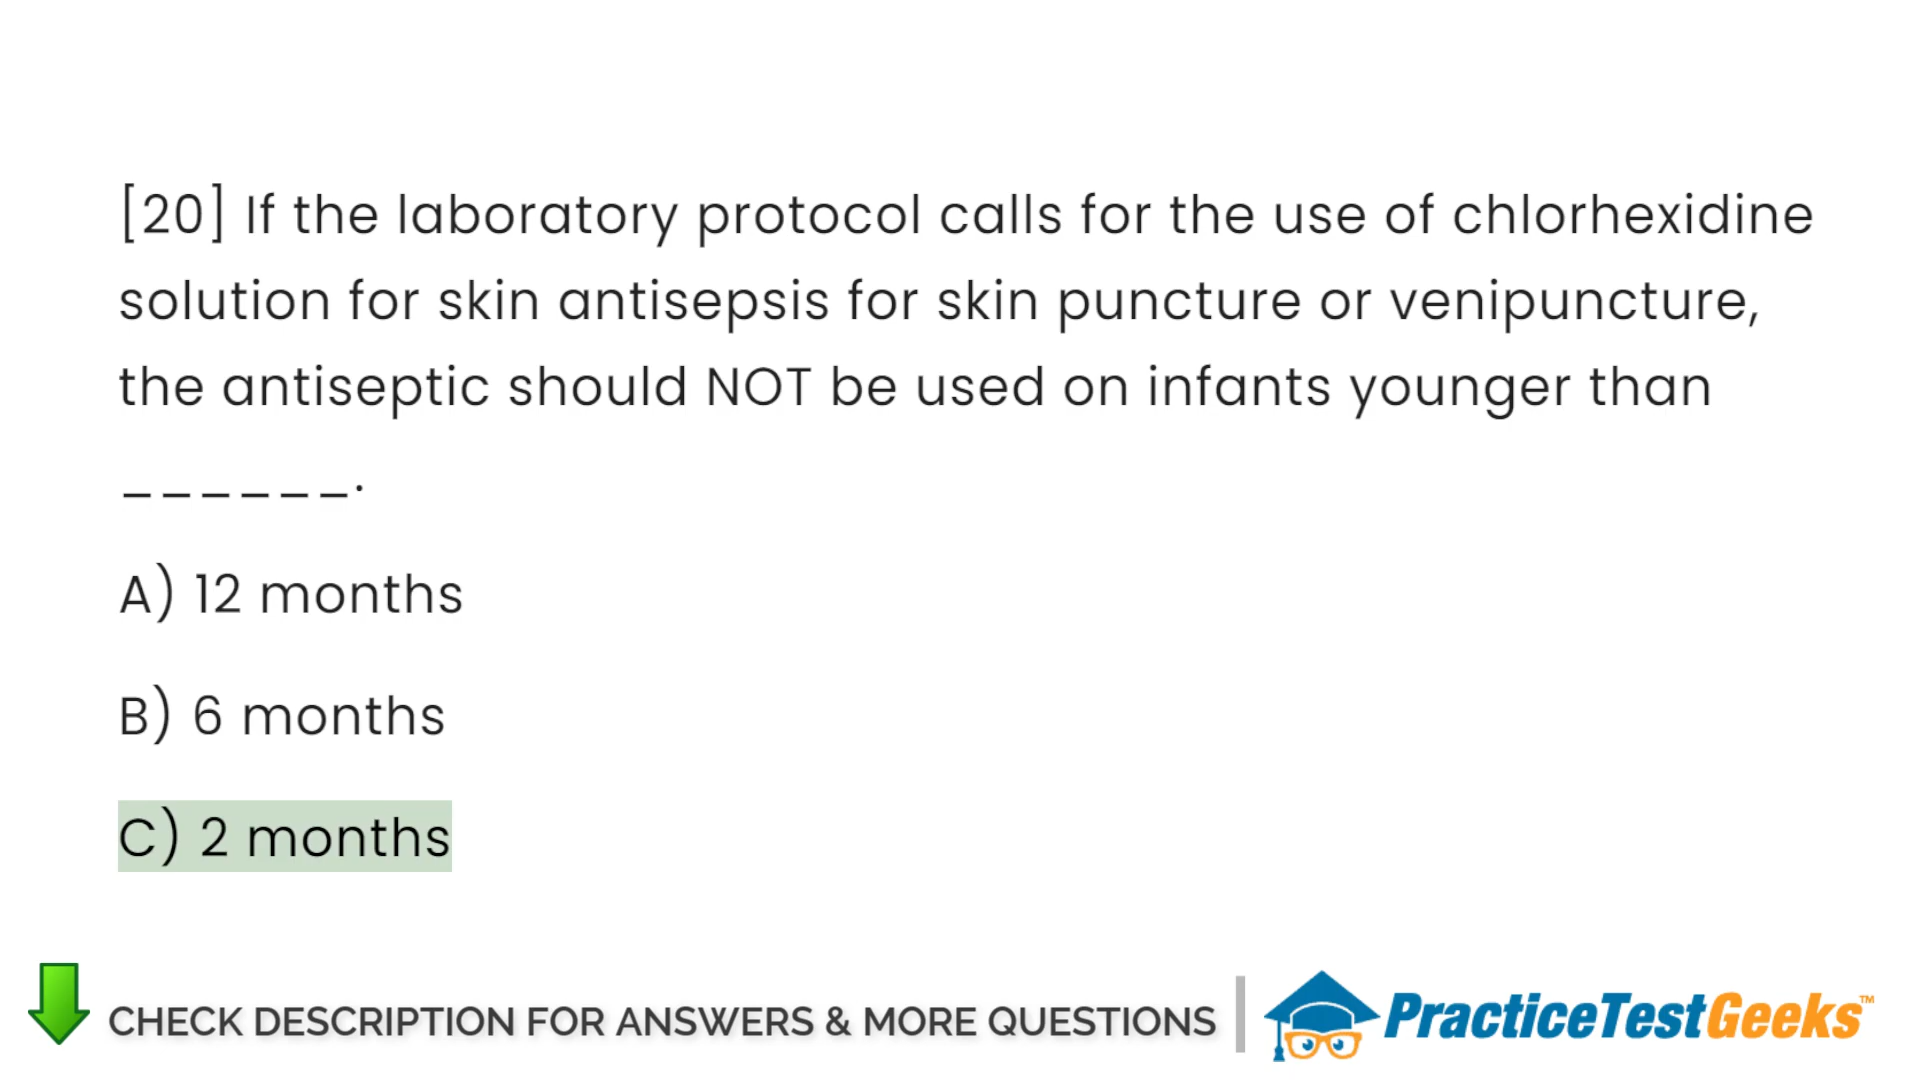 [20] If the laboratory protocol calls for the use of chlorhexidine
solution for skin antisepsis for skin puncture or venipuncture,
the antiseptic should NOT be used on infants younger than
______.
A) 12 months
B) 6 months
C) 2 months
CHECK DESCRIPTION FOR ANSWERS & MORE QUESTIONS
PracticeTestGeeks™